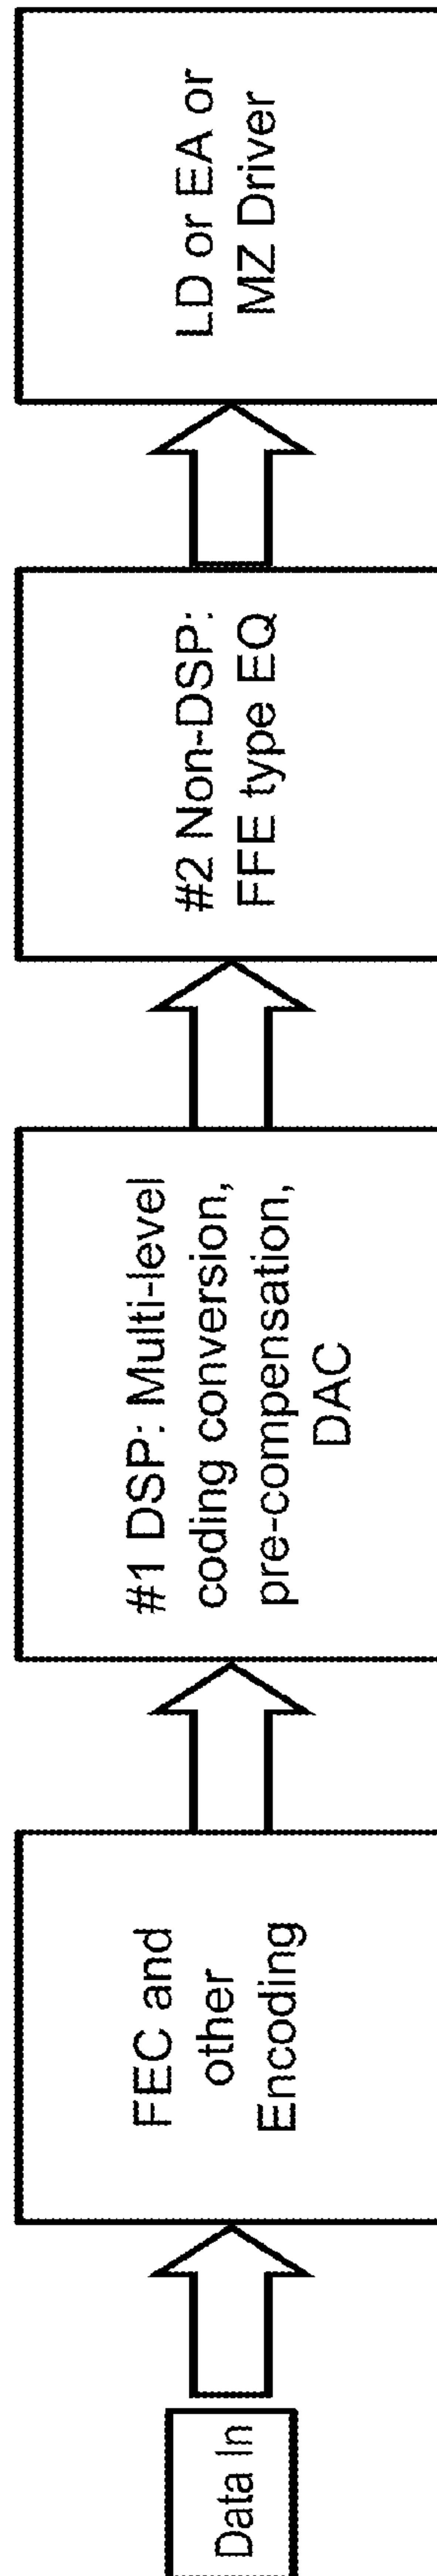 Data In
FEC and
other
Encoding
#1 DSP: Multi-level
coding conversion,
pre-compensation,
DAC
#2 Non-DSP:
FFE type EQ
LD or EA or
MZ Driver